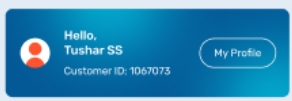 Hello,
Tushar SS
Customer ID: 1067073
My Profile